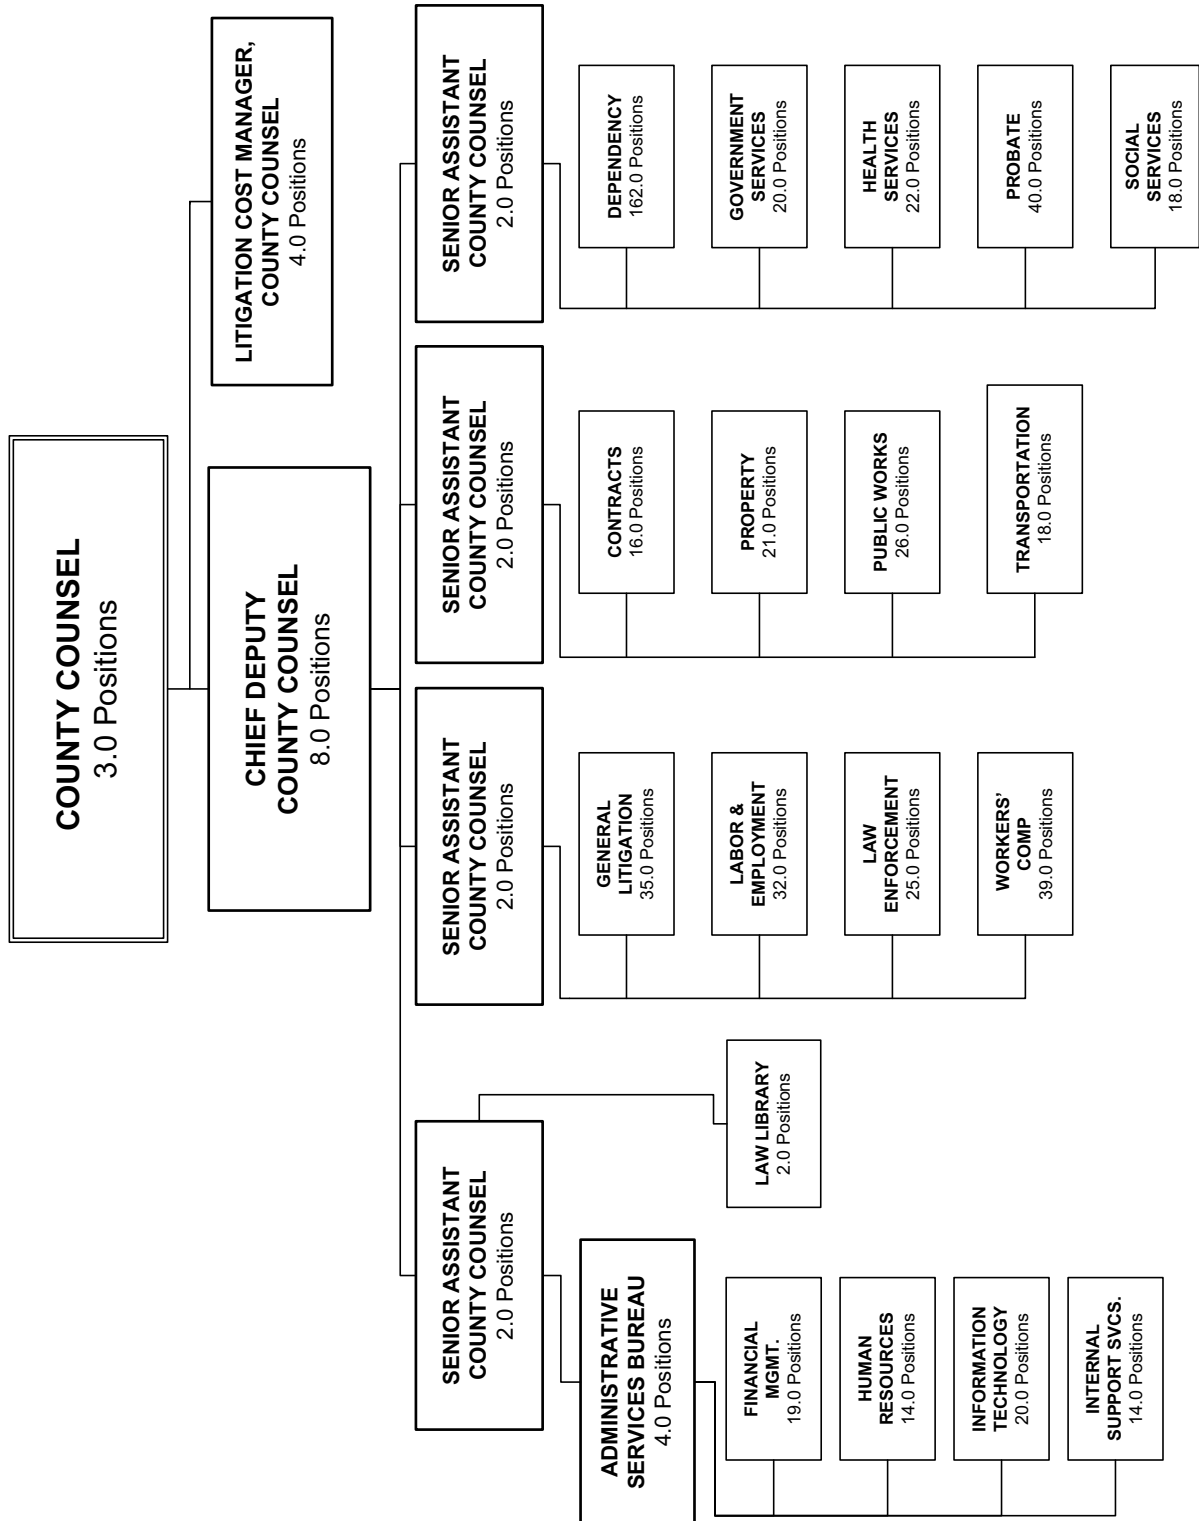 COUNTY COUNSEL
3.0 Positions
LITIGATION COST MANAGER,
COUNTY COUNSEL
4.0 Positions
CHIEF DEPUTY
COUNTY COUNSEL
8.0 Positions
SENIOR ASSISTANT
COUNTY COUNSEL
2.0 Positions
LAW LIBRARY
2.0 Positions
ADMINISTRATIVE
SERVICES BUREAU
4.0 Positions
FINANCIAL
MGMT.
19.0 Positions
HUMAN
RESOURCES
14.0 Positions
INFORMATION
TECHNOLOGY
20.0 Positions
INTERNAL
SUPPORT SVCS.
14.0 Positions
SENIOR ASSISTANT
COUNTY COUNSEL
2.0 Positions
GENERAL
LITIGATION
35.0 Positions
LABOR &
EMPLOYMENT
32.0 Positions
LAW
ENFORCEMENT
25.0 Positions
WORKERS’
COMP
39.0 Positions
SENIOR ASSISTANT
COUNTY COUNSEL
2.0 Positions
CONTRACTS
16.0 Positions
PROPERTY
21.0 Positions
PUBLIC WORKS
26.0 Positions
TRANSPORTATION
18.0 Positions
SENIOR ASSISTANT
COUNTY COUNSEL
2.0 Positions
DEPENDENCY
162.0 Positions
GOVERNMENT
SERVICES
20.0 Positions
HEALTH
SERVICES
22.0 Positions
PROBATE
40.0 Positions
SOCIAL
SERVICES
18.0 Positions